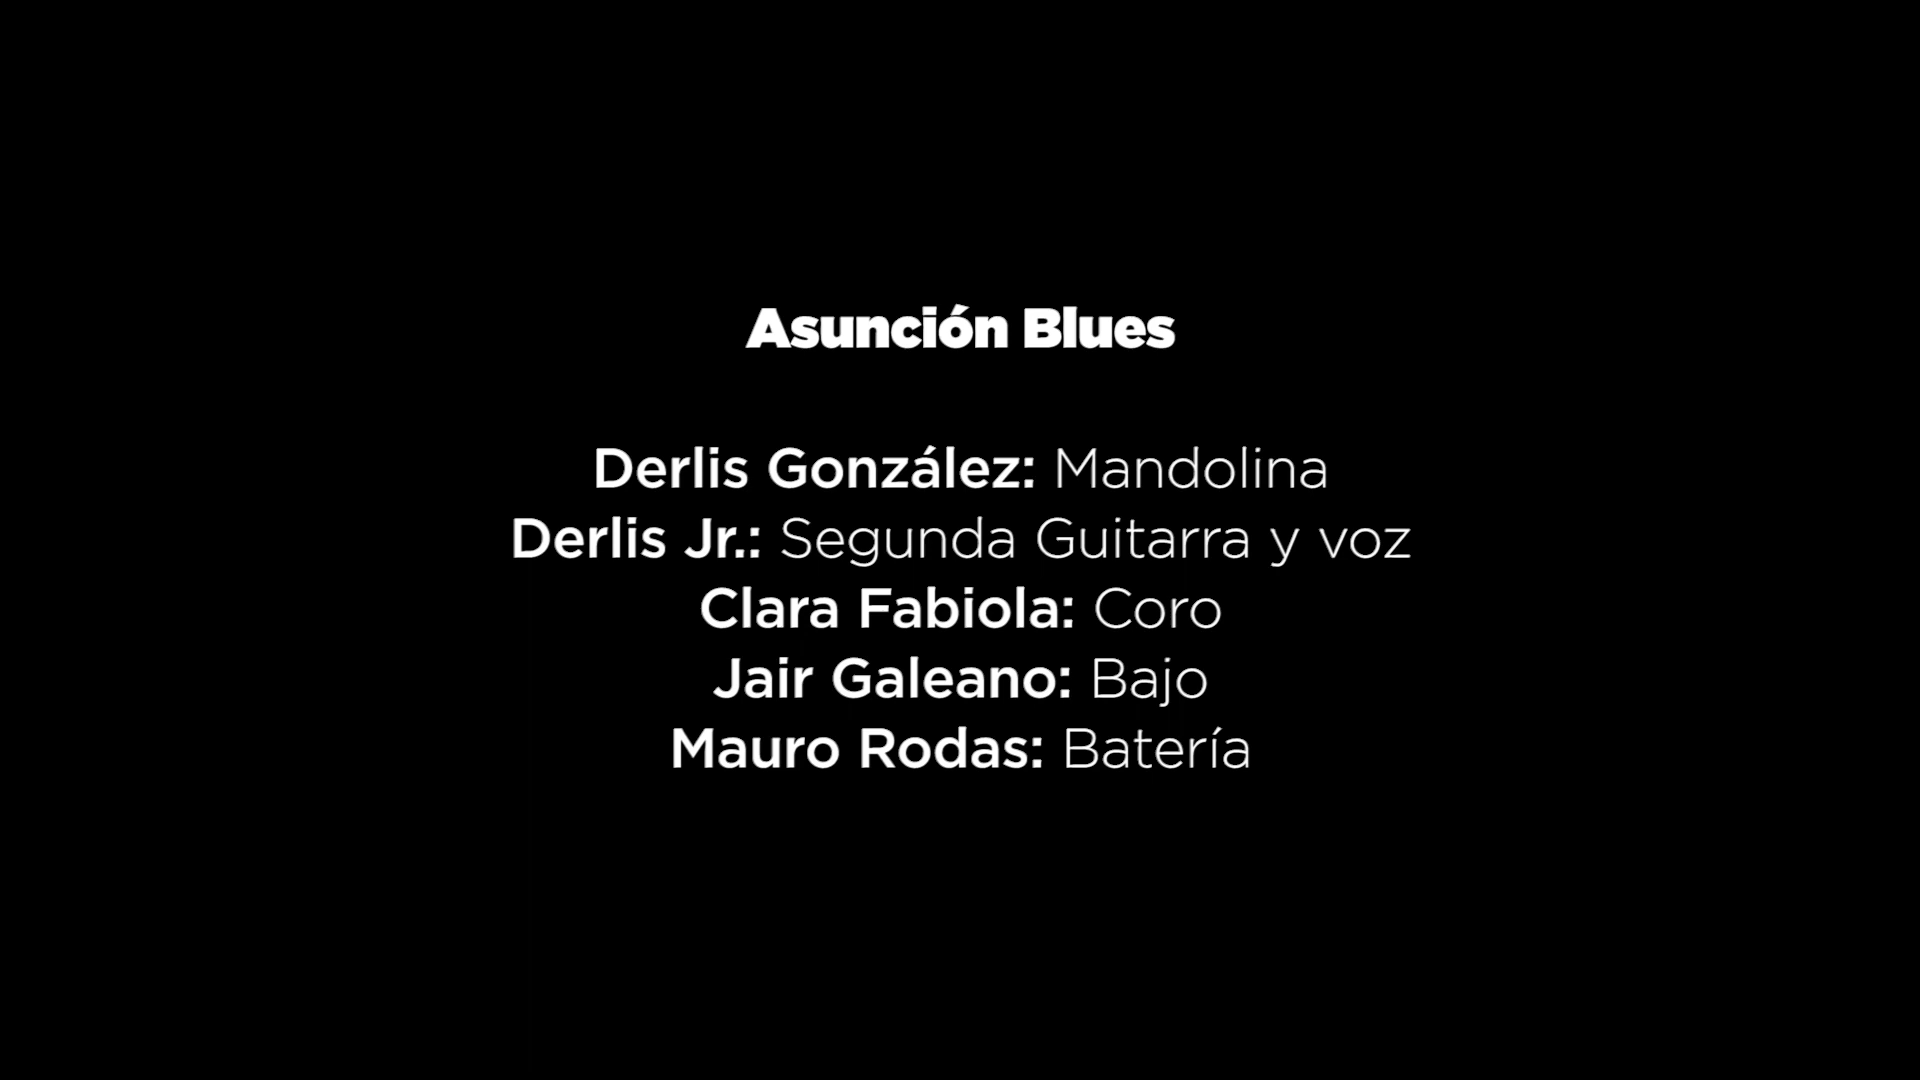 Asunción Blues
Derlis González: Mandolina
Derlis Jr.: Segunda Guitarra y voz
Clara Fabiola: Coro
Jair Galeano: Bajo
Mauro Rodas: Batería